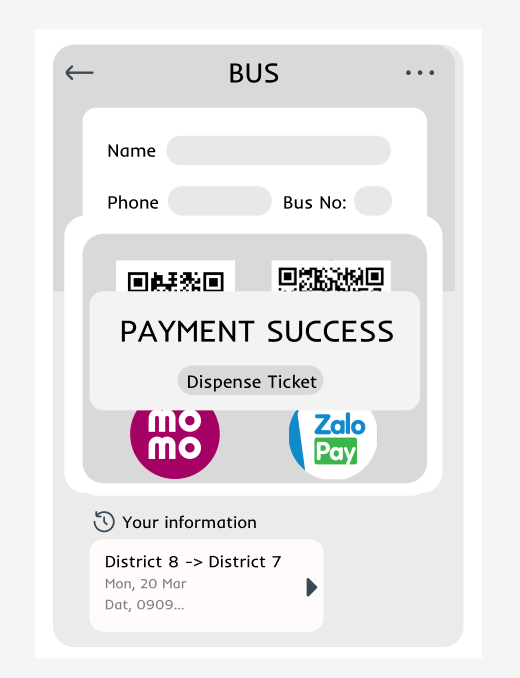 BUS
Name
Phone Bus No:
PAYMENT SUCCESS
Dispense Ticket
mo
mo
Zalo
Pay
Your information
District 8 -> District 7
Mon, 20 Mar
Dat, 0909...